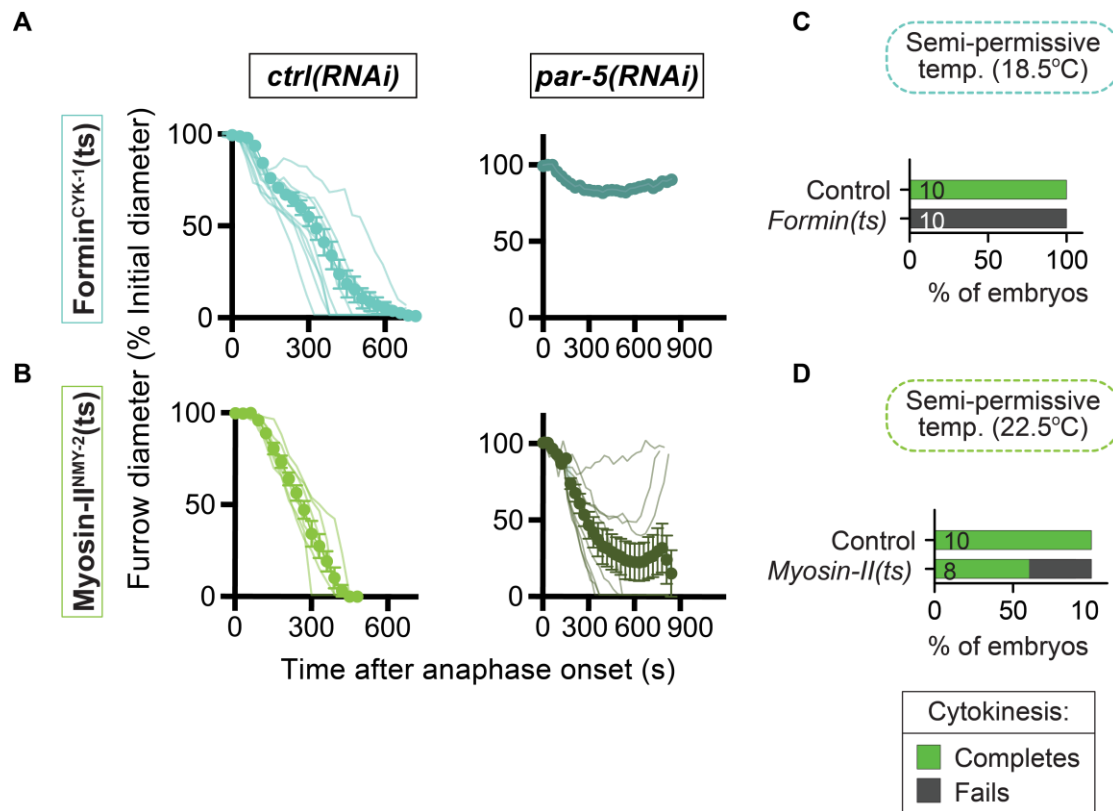 A
ctrl(RNAi)
par-5(RNAi)
Formin^CYK-1(ts)
Furrow diameter (% Initial diameter)
100
50
0
0 300 600
100
50
0
0 300 600 900
B
Myosin-II^NMY-2(ts)
100
50
0
0 300 600
100
50
0
0 300 600 900
Time after anaphase onset (s)
C
Semi-permissive
temp. (18.5°C)
Control
10
Formin(ts)
10
0 50 100
% of embryos
D
Semi-permissive
temp. (22.5°C)
Control
10
Myosin-II(ts)
8
0 50 10
% of embryos
Cytokinesis:
Completes
Fails